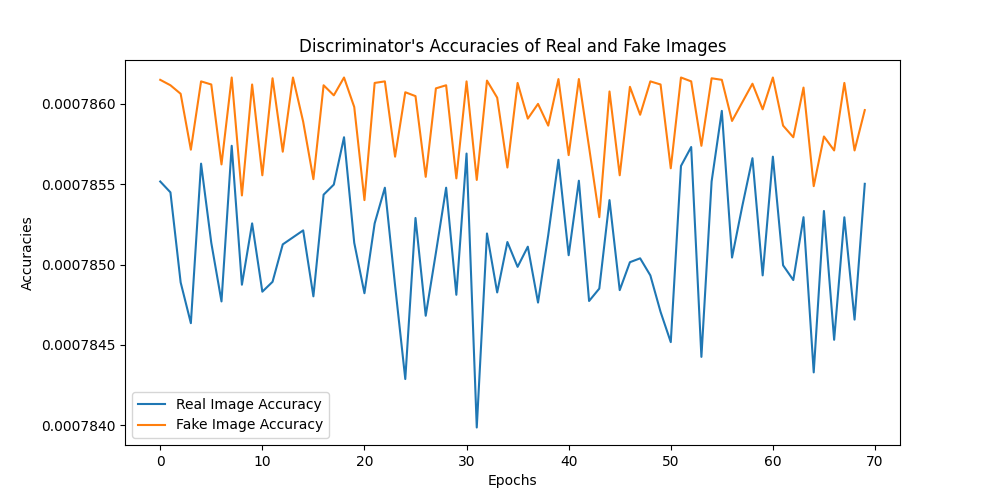 Discriminator's Accuracies of Real and Fake Images
0.0007860
0.0007855
0.0007850
0.0007845
0.0007840
Accuracies
Real Image Accuracy
Fake Image Accuracy
0 10 20 30 40 50 60 70
Epochs